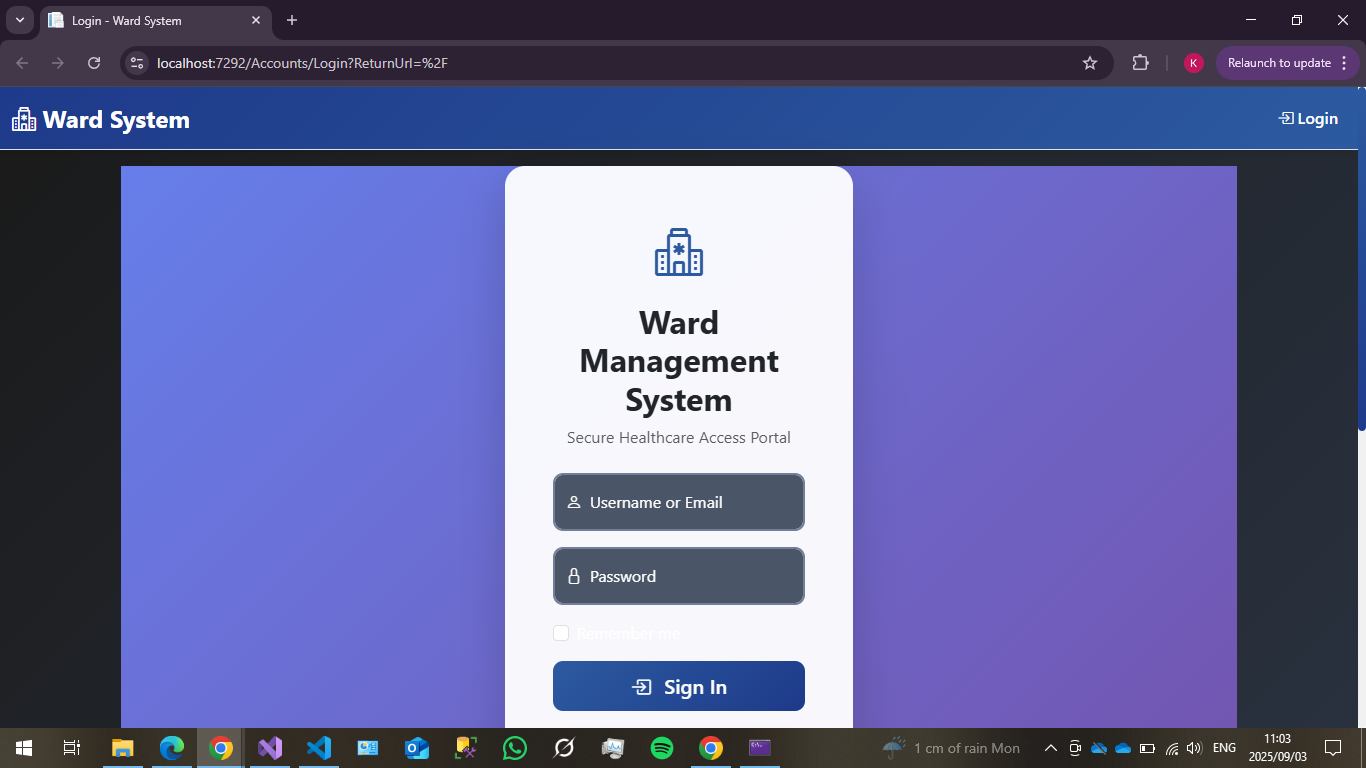 Login - Ward System
localhost:7292/Accounts/Login?ReturnUrl=%2F
K
Relaunch to update
Ward System
Login
Ward
Management
System
Secure Healthcare Access Portal
Username or Email
Password
Remember me
Sign In
1 cm of rain Mon
ENG
11:03
2025/09/03